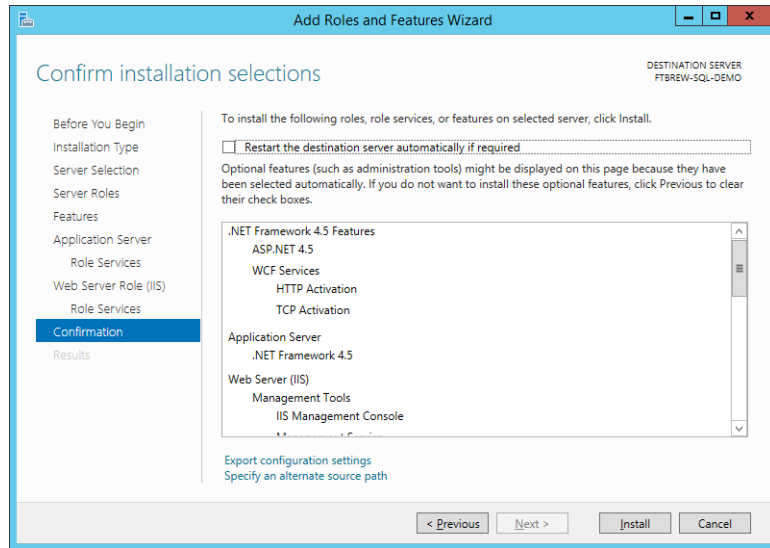 Add Roles and Features Wizard
Confirm installation selections
DESTINATION SERVER
FTBREW-SQL-DEMO
Before You Begin
Installation Type
Server Selection
Server Roles
Features
Application Server
Role Services
Web Server Role (IIS)
Role Services
Confirmation
Results
To install the following roles, role services, or features on selected server, click Install.
Restart the destination server automatically if required
Optional features (such as administration tools) might be displayed on this page because they have
been selected automatically. If you do not want to install these optional features, click Previous to clear
their check boxes.
.NET Framework 4.5 Features
ASP.NET 4.5
WCF Services
HTTP Activation
TCP Activation
Application Server
.NET Framework 4.5
Web Server (IIS)
Management Tools
IIS Management Console
Export configuration settings
Specify an alternate source path
< Previous
Next >
Install
Cancel